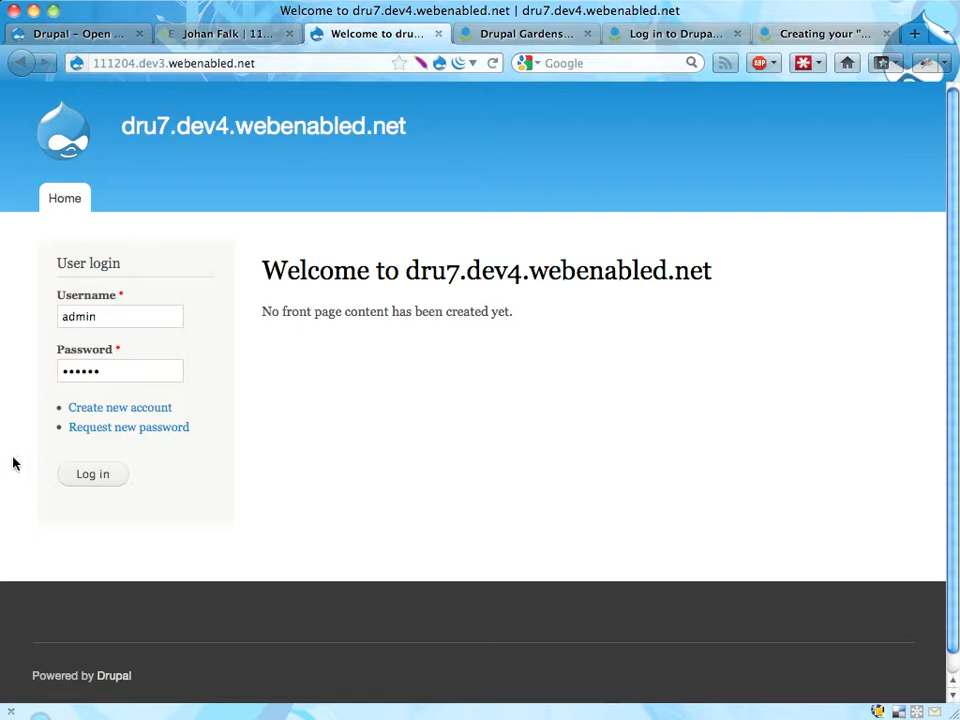 Welcome to dru7.dev4.webenabled.net | dru7.dev4.webenabled.net
Drupal – Open ...
Johan Falk | 11...
Welcome to dru...
Drupal Gardens...
Log in to Drupa...
Creating your "...
111204.dev3.webenabled.net
Google
ABP
dru7.dev4.webenabled.net
Home
User login
Welcome to dru7.dev4.webenabled.net
Username *
admin
No front page content has been created yet.
Password *
••••••
Create new account
Request new password
Log in
Powered by Drupal